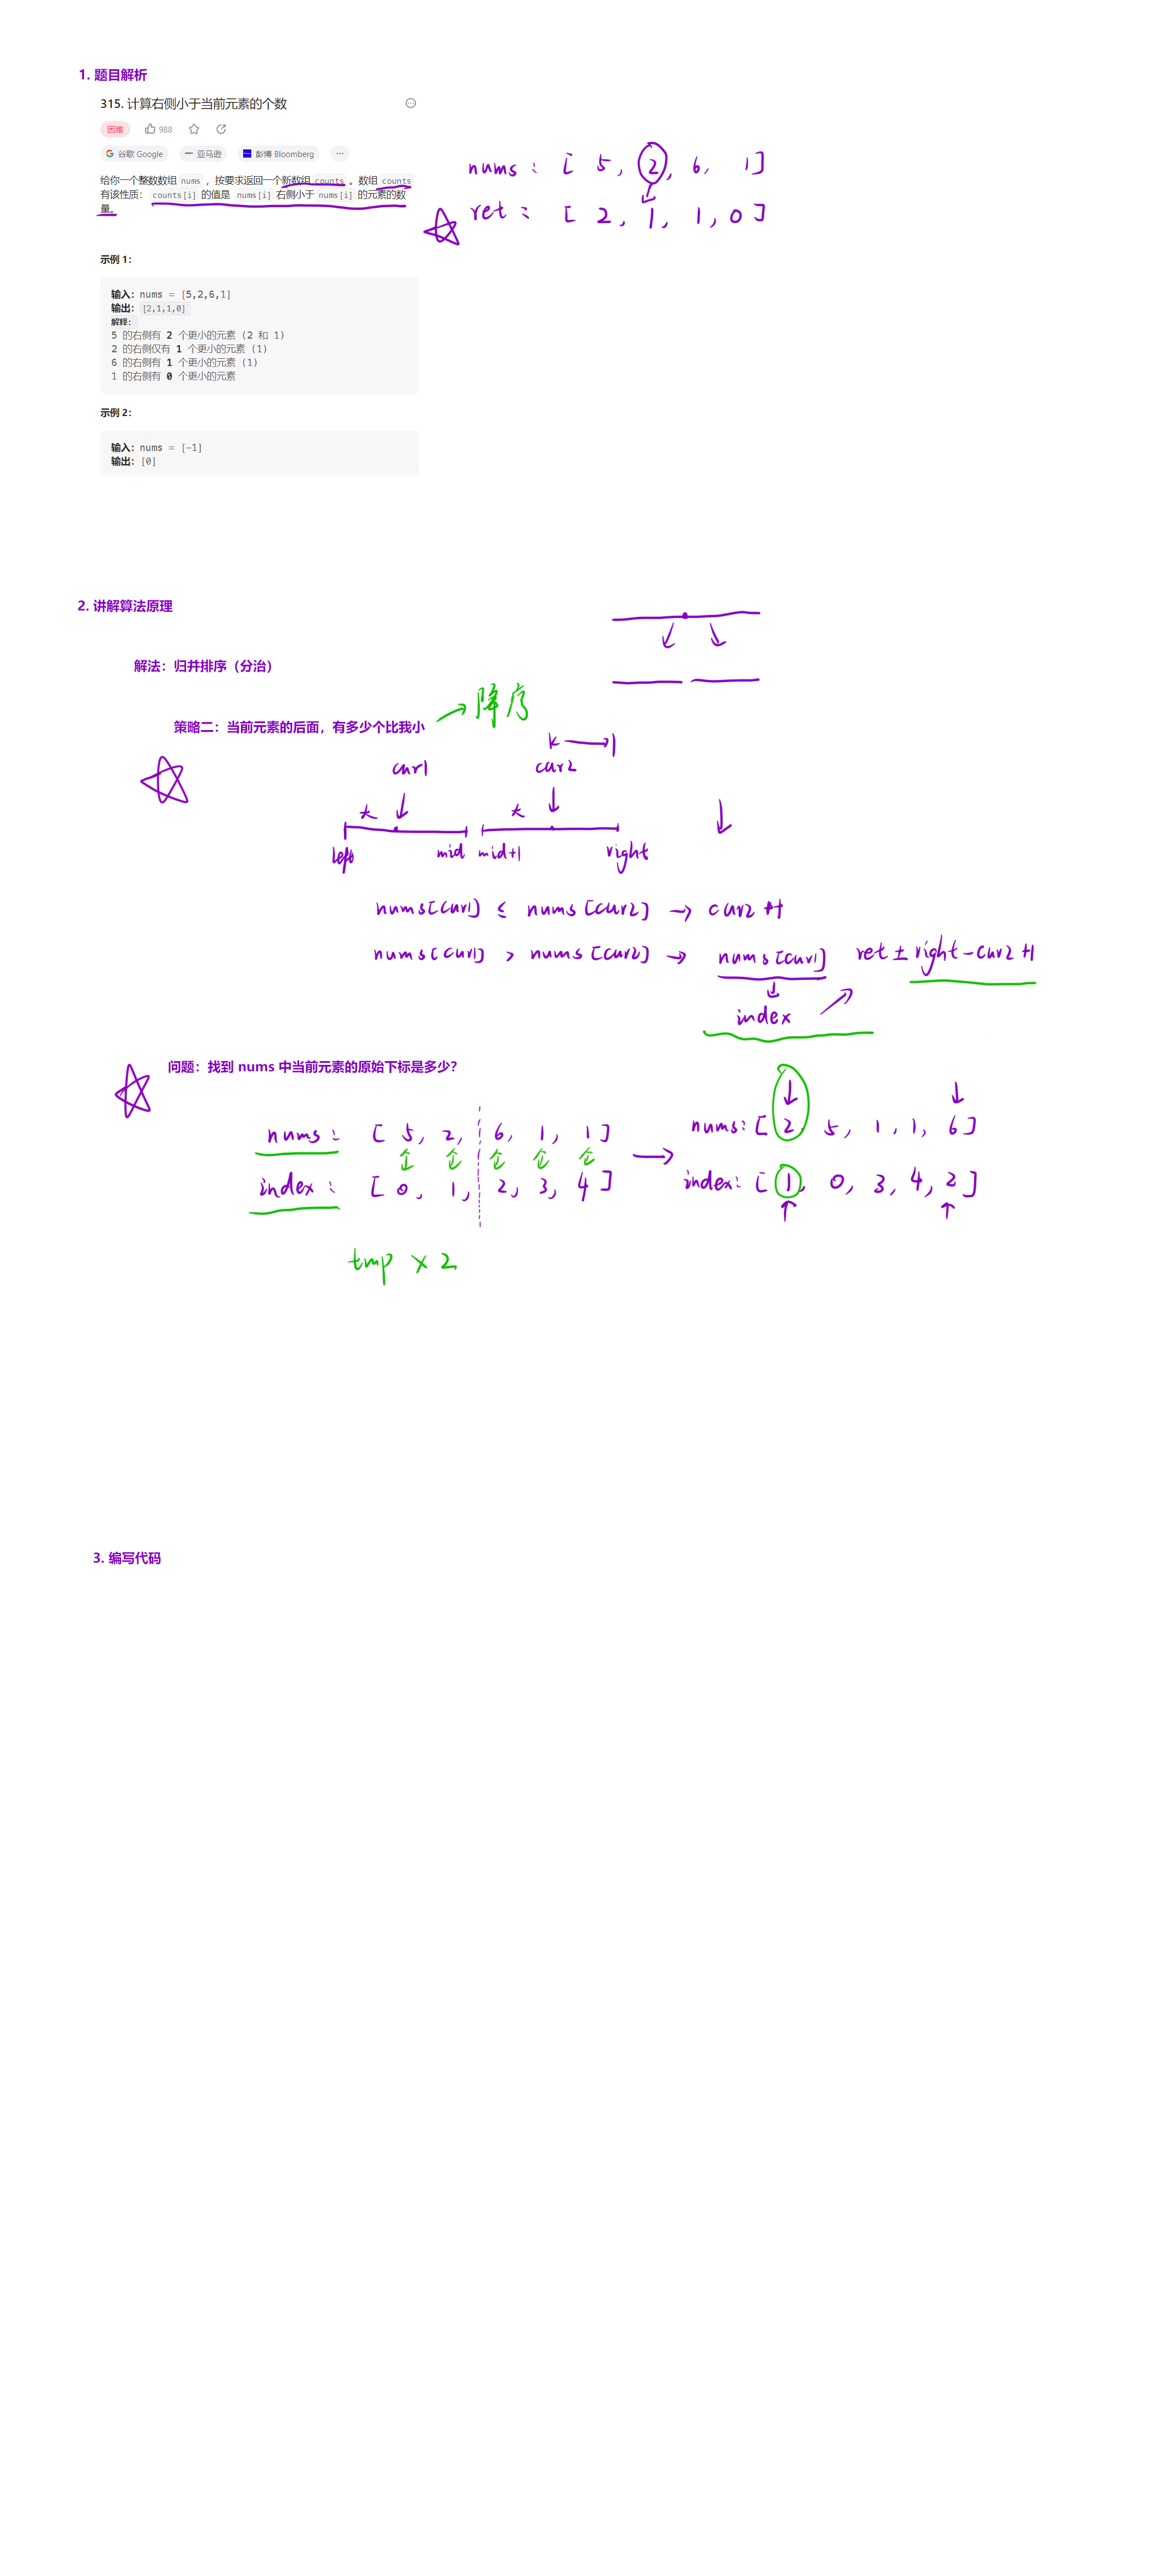 1. 题目解析
315. 计算右侧小于当前元素的个数
困难 988
谷歌 Google 亚马逊 彭博 Bloomberg ...
给你一个整数数组 nums ，按要求返回一个新数组 counts 。数组 counts
有该性质： counts[i] 的值是 nums[i] 右侧小于 nums[i] 的元素的数
量。
nums : [ 5, 2, 6, 1]
ret : [ 2, 1, 1, 0 ]
示例 1：
输入：nums = [5,2,6,1]
输出：[2,1,1,0]
解释：
5 的右侧有 2 个更小的元素 (2 和 1)
2 的右侧仅有 1 个更小的元素 (1)
6 的右侧有 1 个更小的元素 (1)
1 的右侧有 0 个更小的元素
示例 2：
输入：nums = [-1]
输出：[0]
2. 讲解算法原理
解法：归并排序（分治）
策略二：当前元素的后面，有多少个比我小
降序
cur1 cur2
大 大
left mid mid+1 right
nums[cur1] ≤ nums[cur2] → cur2++
nums[cur1] > nums[cur2] → nums[cur1] ret += right-cur2+1
index
问题：找到 nums 中当前元素的原始下标是多少？
nums : [ 5, 2, 6, 1, 1 ] → nums: [ 2, 5, 1, 1, 6 ]
index : [ 0, 1, 2, 3, 4 ] index: [ 1, 0, 3, 4, 2 ]
tmp × 2
3. 编写代码